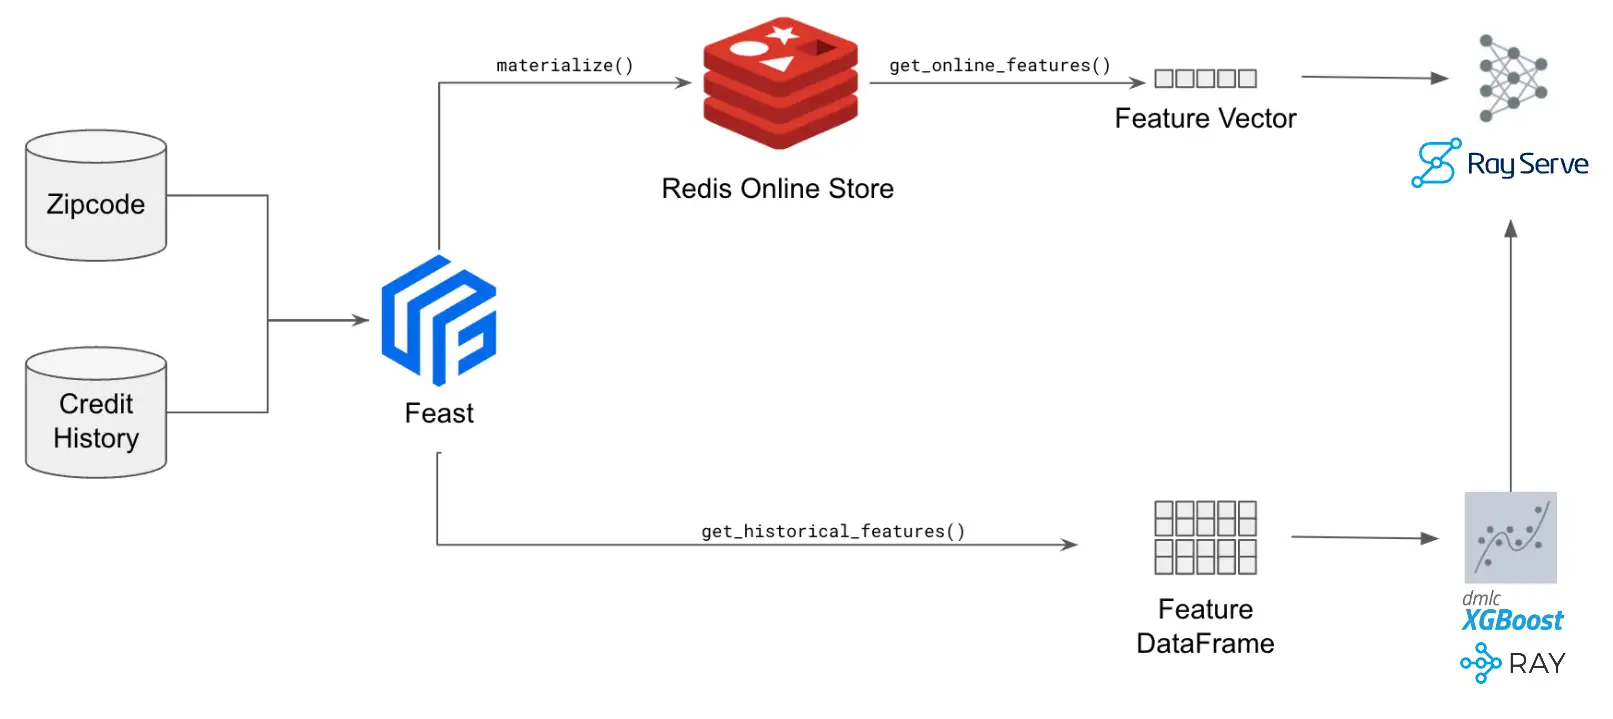 materialize()
get_online_features()
Feature Vector
Ray Serve
Redis Online Store
Zipcode
Credit
History
Feast
get_historical_features()
Feature
DataFrame
dmlc
XGBoost
RAY